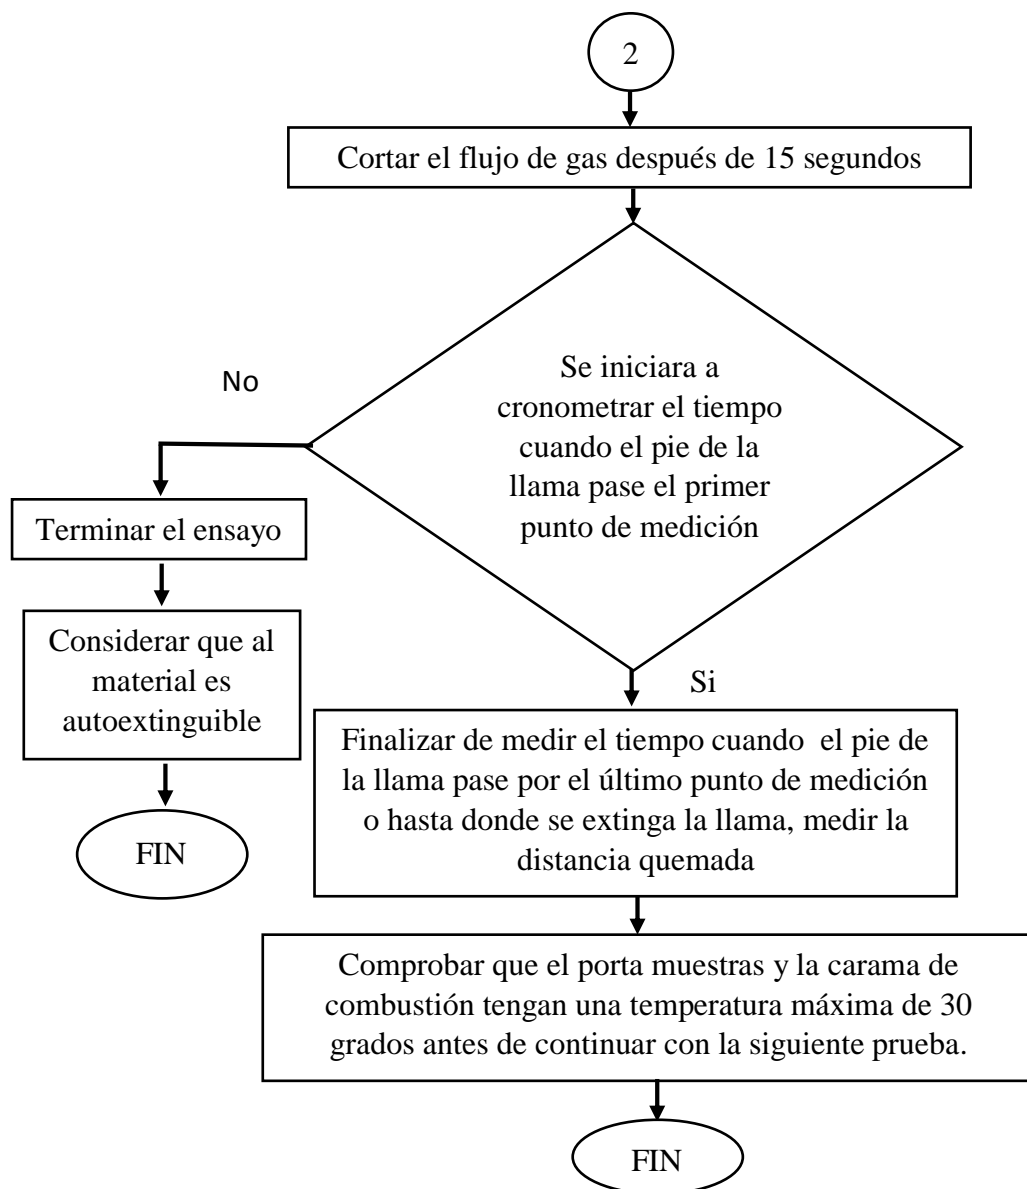 2
Cortar el flujo de gas después de 15 segundos
Se iniciara a
cronometrar el tiempo
cuando el pie de la
llama pase el primer
punto de medición
No
Terminar el ensayo
Considerar que al
material es
autoextinguible
FIN
Si
Finalizar de medir el tiempo cuando  el pie de
la llama pase por el último punto de medición
o hasta donde se extinga la llama, medir la
distancia quemada
Comprobar que el porta muestras y la carama de
combustión tengan una temperatura máxima de 30
grados antes de continuar con la siguiente prueba.
FIN